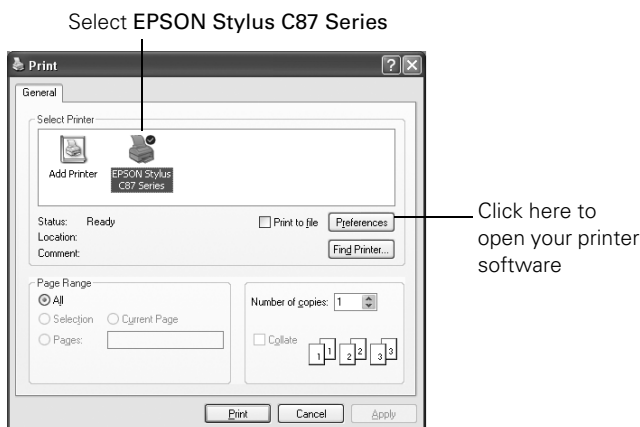 Select EPSON Stylus C87 Series
Print
General
Select Printer
Add Printer
EPSON Stylus
C87 Series
Status: Ready
Location:
Comment:
Print to file
Preferences
Find Printer...
Click here to
open your printer
software
Page Range
All
Selection
Current Page
Pages:
Number of copies: 1
Collate
1 1 2 2 3 3
Print
Cancel
Apply